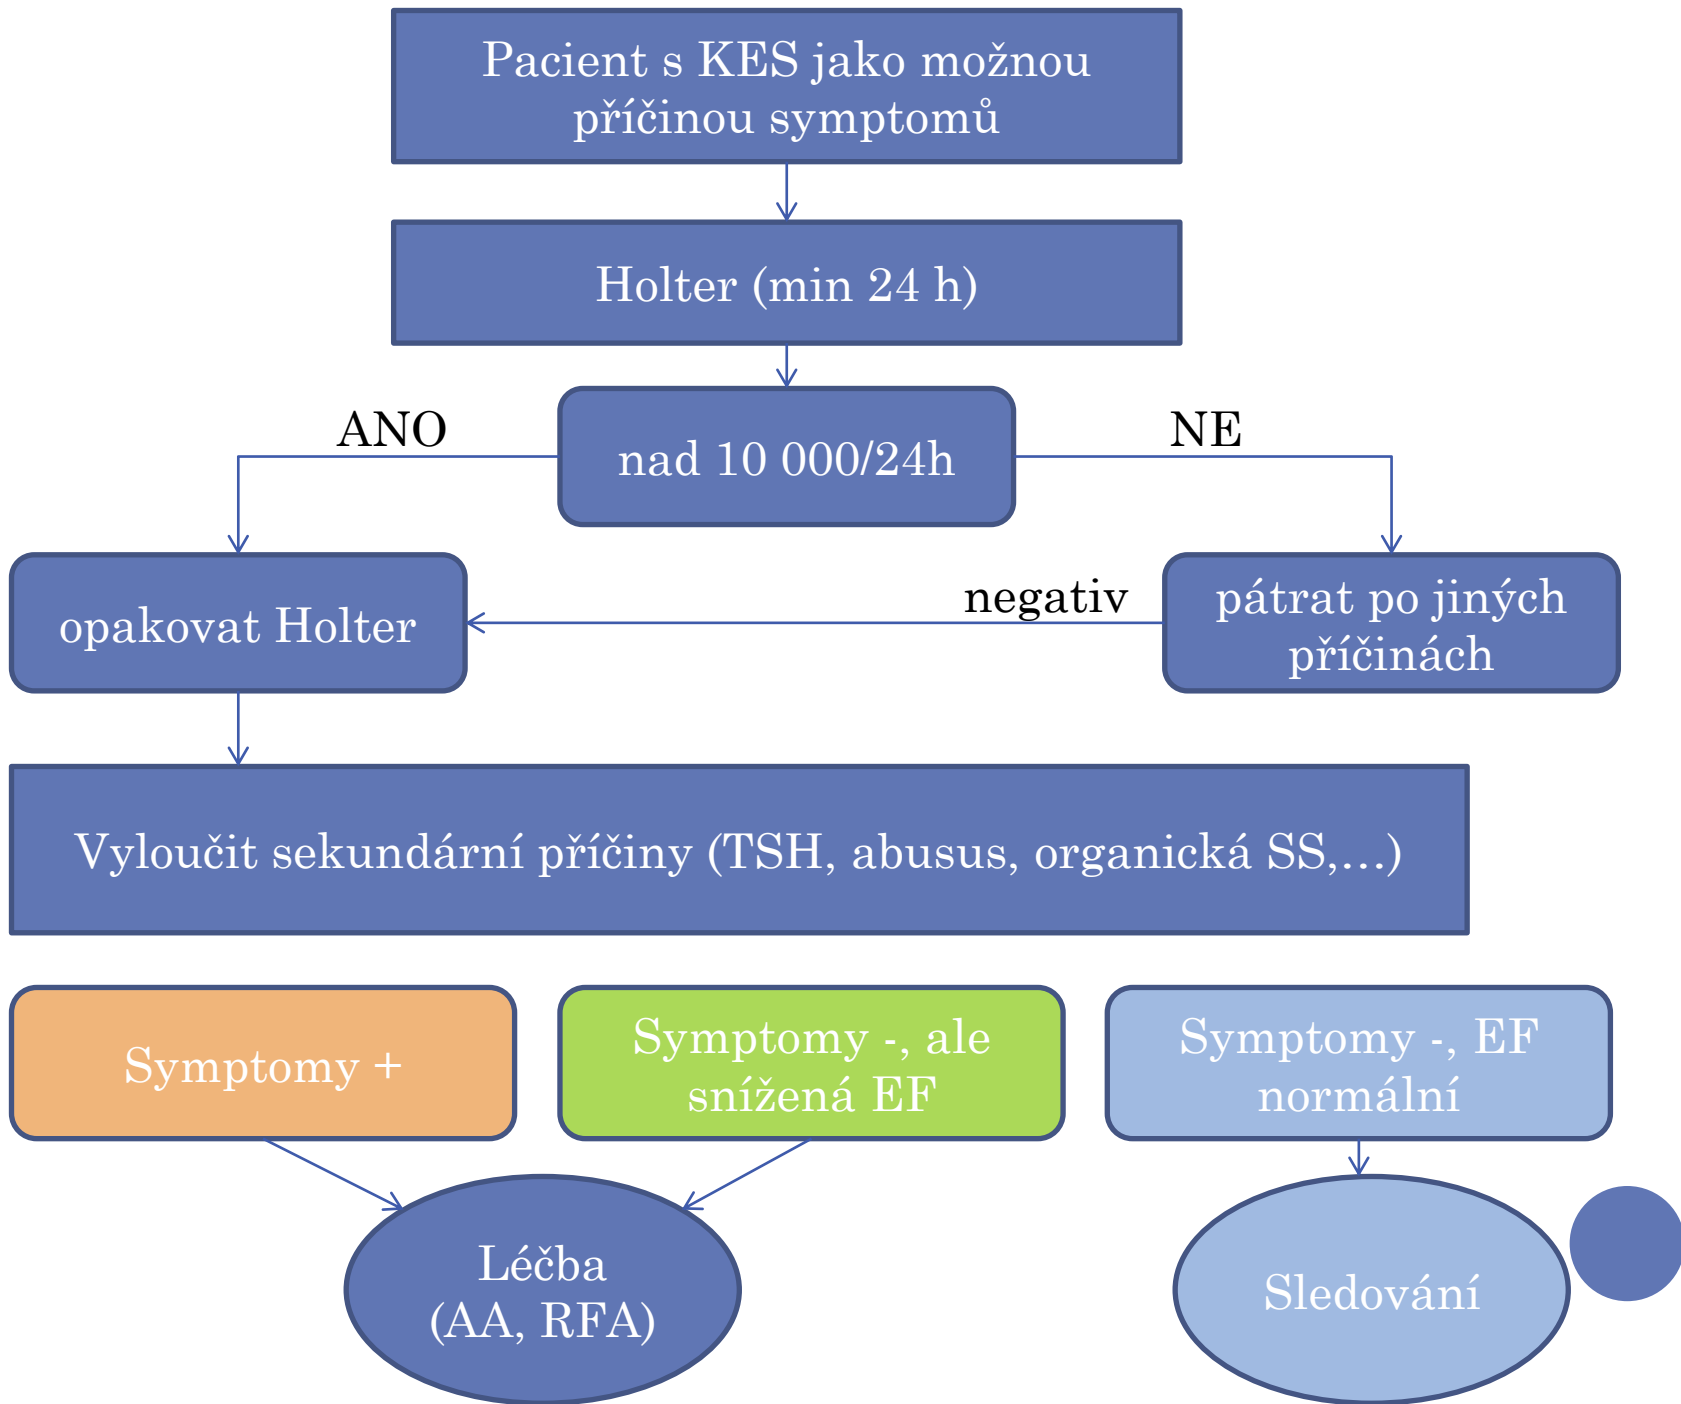 Pacient s KES jako možnou
příčinou symptomů
Holter (min 24 h)
ANO
nad 10 000/24h
NE
opakovat Holter
negativ
pátrat po jiných
příčinách
Vyloučit sekundární příčiny (TSH, abusus, organická SS,...)
Symptomy +
Symptomy -, ale
snížená EF
Symptomy -, EF
normální
Léčba
(AA, RFA)
Sledování